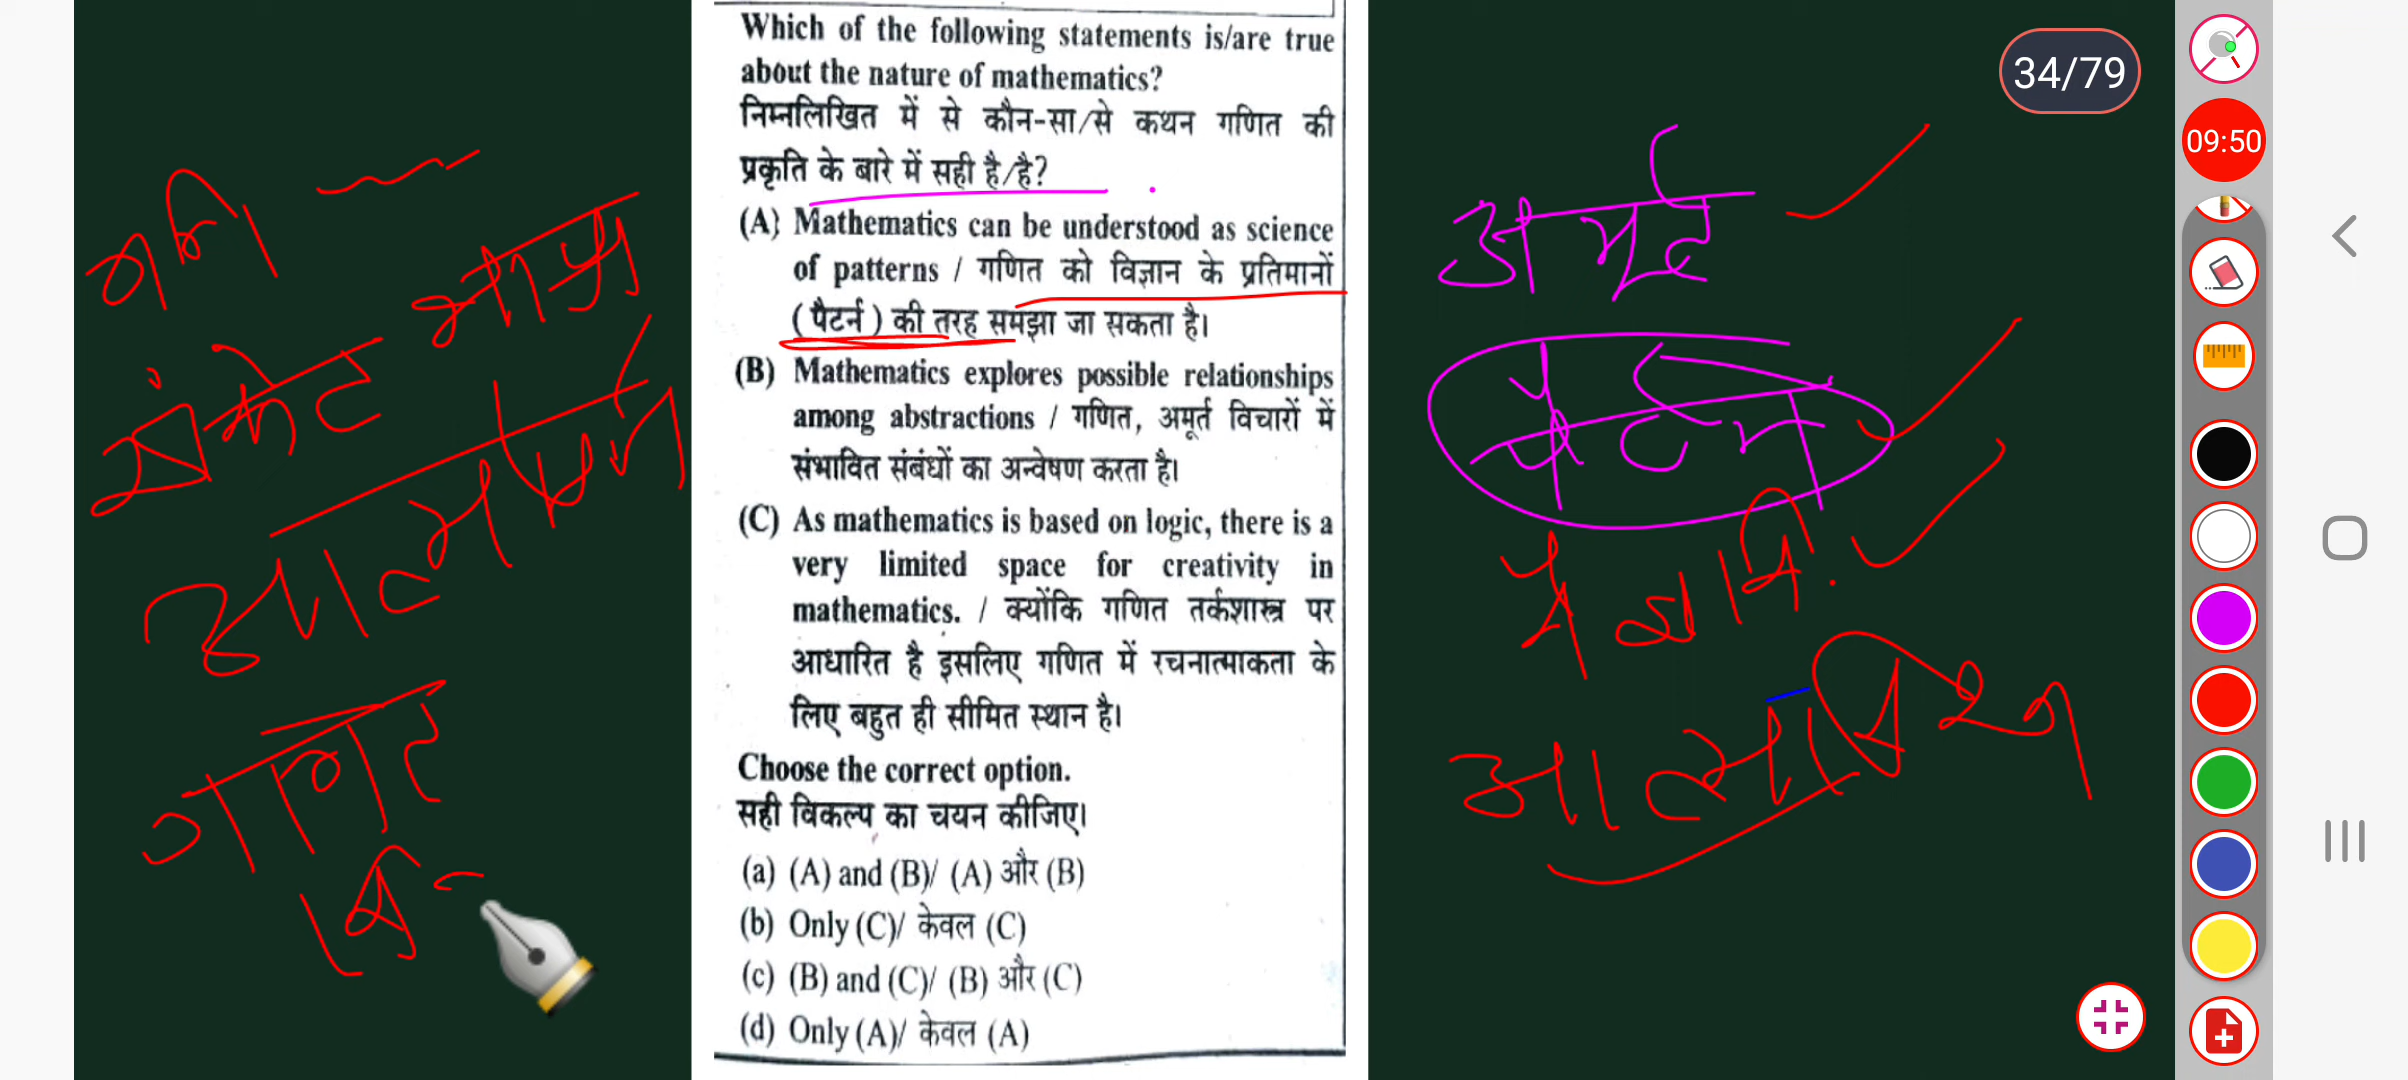 Which of the following statements is/are true
about the nature of mathematics?
निम्नलिखित में से कौन-सा/से कथन गणित की
प्रकृति के बारे में सही है/है?
(A) Mathematics can be understood as science
of patterns / गणित को विज्ञान के प्रतिमानों
(पैटर्न) की तरह समझा जा सकता है।
(B) Mathematics explores possible relationships
among abstractions / गणित, अमूर्त विचारों में
संभावित संबंधों का अन्वेषण करता है।
(C) As mathematics is based on logic, there is a
very limited space for creativity in
mathematics. / क्योंकि गणित तर्कशास्त्र पर
आधारित है इसलिए गणित में रचनात्माकता के
लिए बहुत ही सीमित स्थान है।
Choose the correct option.
सही विकल्प का चयन कीजिए।
(a) (A) and (B)/ (A) और (B)
(b) Only (C)/ केवल (C)
(c) (B) and (C)/ (B) और (C)
(d) Only (A)/ केवल (A)
अमूर्त
पैटर्न
34/79
09:50